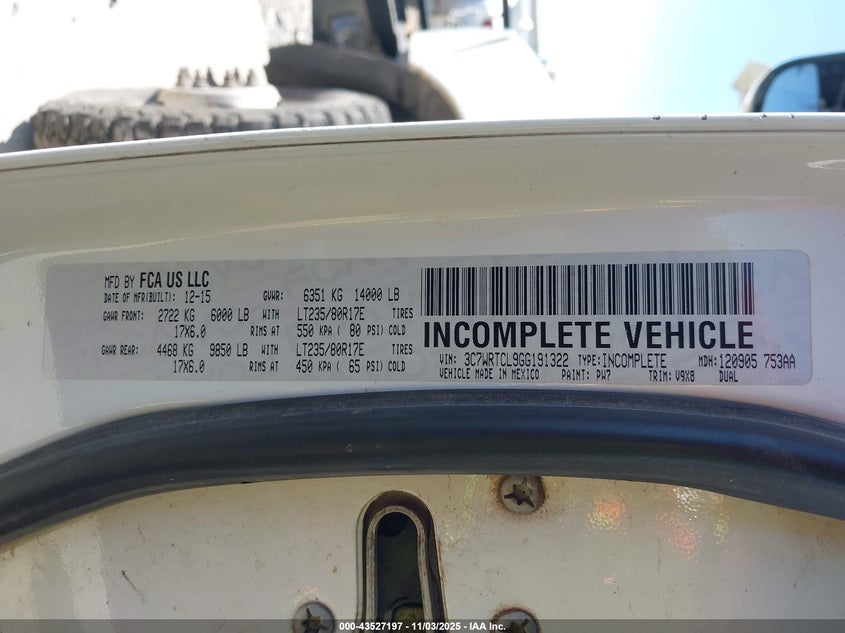 MFD BY FCA US LLC
DATE OF MFR(BUILT): 12-15 GVWR: 6351 KG 14000 LB
GAWR FRONT: 2722 KG 6000 LB WITH LT235/80R17E TIRES
17X6.0 RIMS AT 550 KPA ( 80 PSI) COLD
GAWR REAR: 4468 KG 9850 LB WITH LT235/80R17E TIRES
17X6.0 RIMS AT 450 KPA ( 65 PSI) COLD
INCOMPLETE VEHICLE
VIN: 3C7WRTCL9GG191322 TYPE: INCOMPLETE MDH: 120905 753AA
VEHICLE MADE IN MEXICO PAINT: PW7 TRIM: V9X8 DUAL
000-43527197 - 11/03/2025 - IAA Inc.